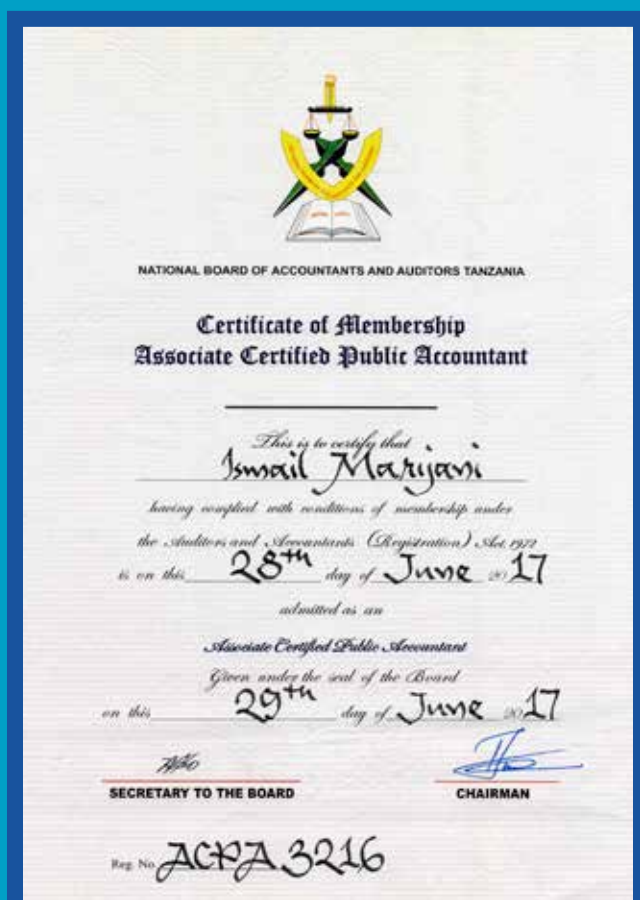 NATIONAL BOARD OF ACCOUNTANTS AND AUDITORS TANZANIA
Certificate of Membership
Associate Certified Public Accountant
This is to certify that
Ismail Marijani
having complied with conditions of membership under
the Auditors and Accountants (Registration) Act. 1972
is on this 28th day of June 2017
admitted as an
Associate Certified Public Accountant
Given under the seal of the Board
on this 29th day of June 2017
SECRETARY TO THE BOARD CHAIRMAN
Reg. No. ACPA 3216